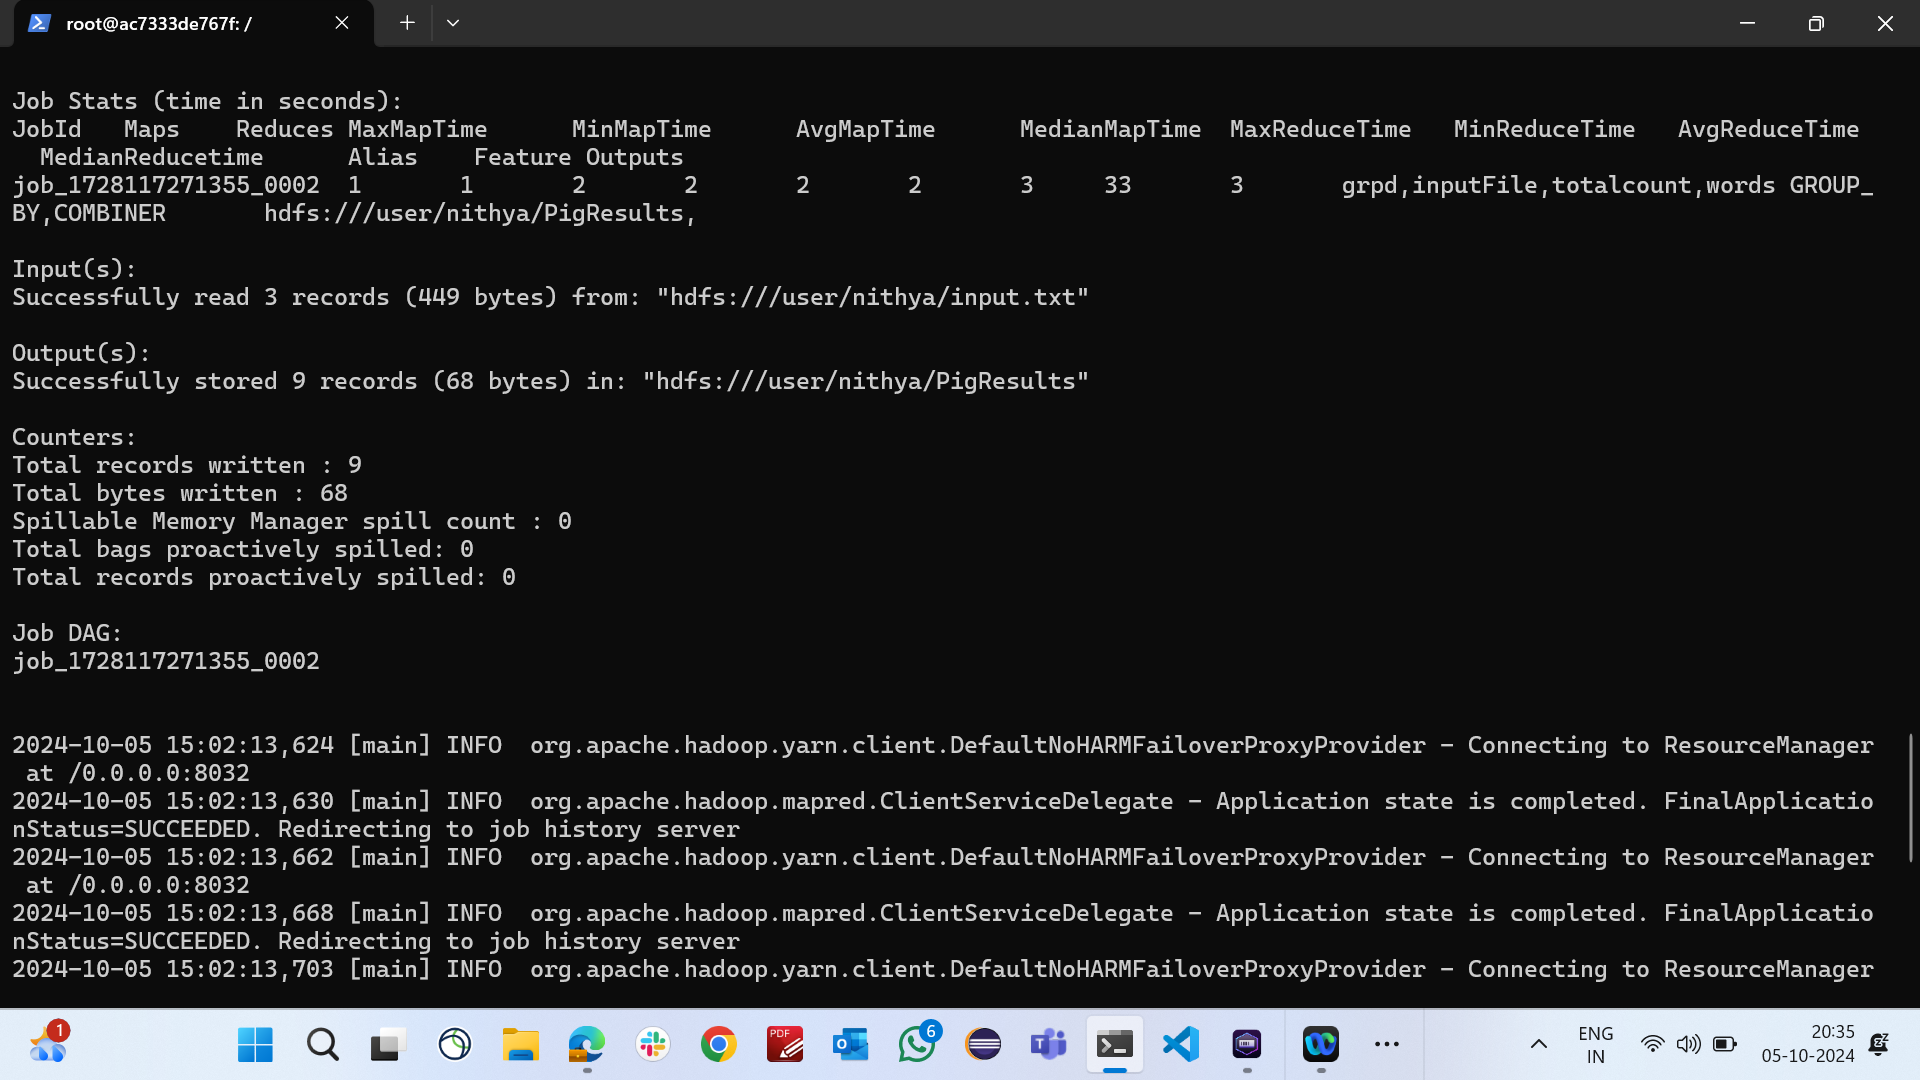 root@ac7333de767f: /
Job Stats (time in seconds):
JobId Maps Reduces MaxMapTime MinMapTime AvgMapTime MedianMapTime MaxReduceTime MinReduceTime AvgReduceTime
MedianReducetime Alias Feature Outputs
job_1728117271355_0002 1 1 2 2 2 2 3 33 3 grpd,inputFile,totalcount,words GROUP_
BY,COMBINER hdfs:///user/nithya/PigResults,
Input(s):
Successfully read 3 records (449 bytes) from: "hdfs:///user/nithya/input.txt"
Output(s):
Successfully stored 9 records (68 bytes) in: "hdfs:///user/nithya/PigResults"
Counters:
Total records written : 9
Total bytes written : 68
Spillable Memory Manager spill count : 0
Total bags proactively spilled: 0
Total records proactively spilled: 0
Job DAG:
job_1728117271355_0002
2024-10-05 15:02:13,624 [main] INFO org.apache.hadoop.yarn.client.DefaultNoHARMFailoverProxyProvider - Connecting to ResourceManager
at /0.0.0.0:8032
2024-10-05 15:02:13,630 [main] INFO org.apache.hadoop.mapred.ClientServiceDelegate - Application state is completed. FinalApplicatio
nStatus=SUCCEEDED. Redirecting to job history server
2024-10-05 15:02:13,662 [main] INFO org.apache.hadoop.yarn.client.DefaultNoHARMFailoverProxyProvider - Connecting to ResourceManager
at /0.0.0.0:8032
2024-10-05 15:02:13,668 [main] INFO org.apache.hadoop.mapred.ClientServiceDelegate - Application state is completed. FinalApplicatio
nStatus=SUCCEEDED. Redirecting to job history server
2024-10-05 15:02:13,703 [main] INFO org.apache.hadoop.yarn.client.DefaultNoHARMFailoverProxyProvider - Connecting to ResourceManager
1
PDF
6
ENG
IN
20:35
05-10-2024